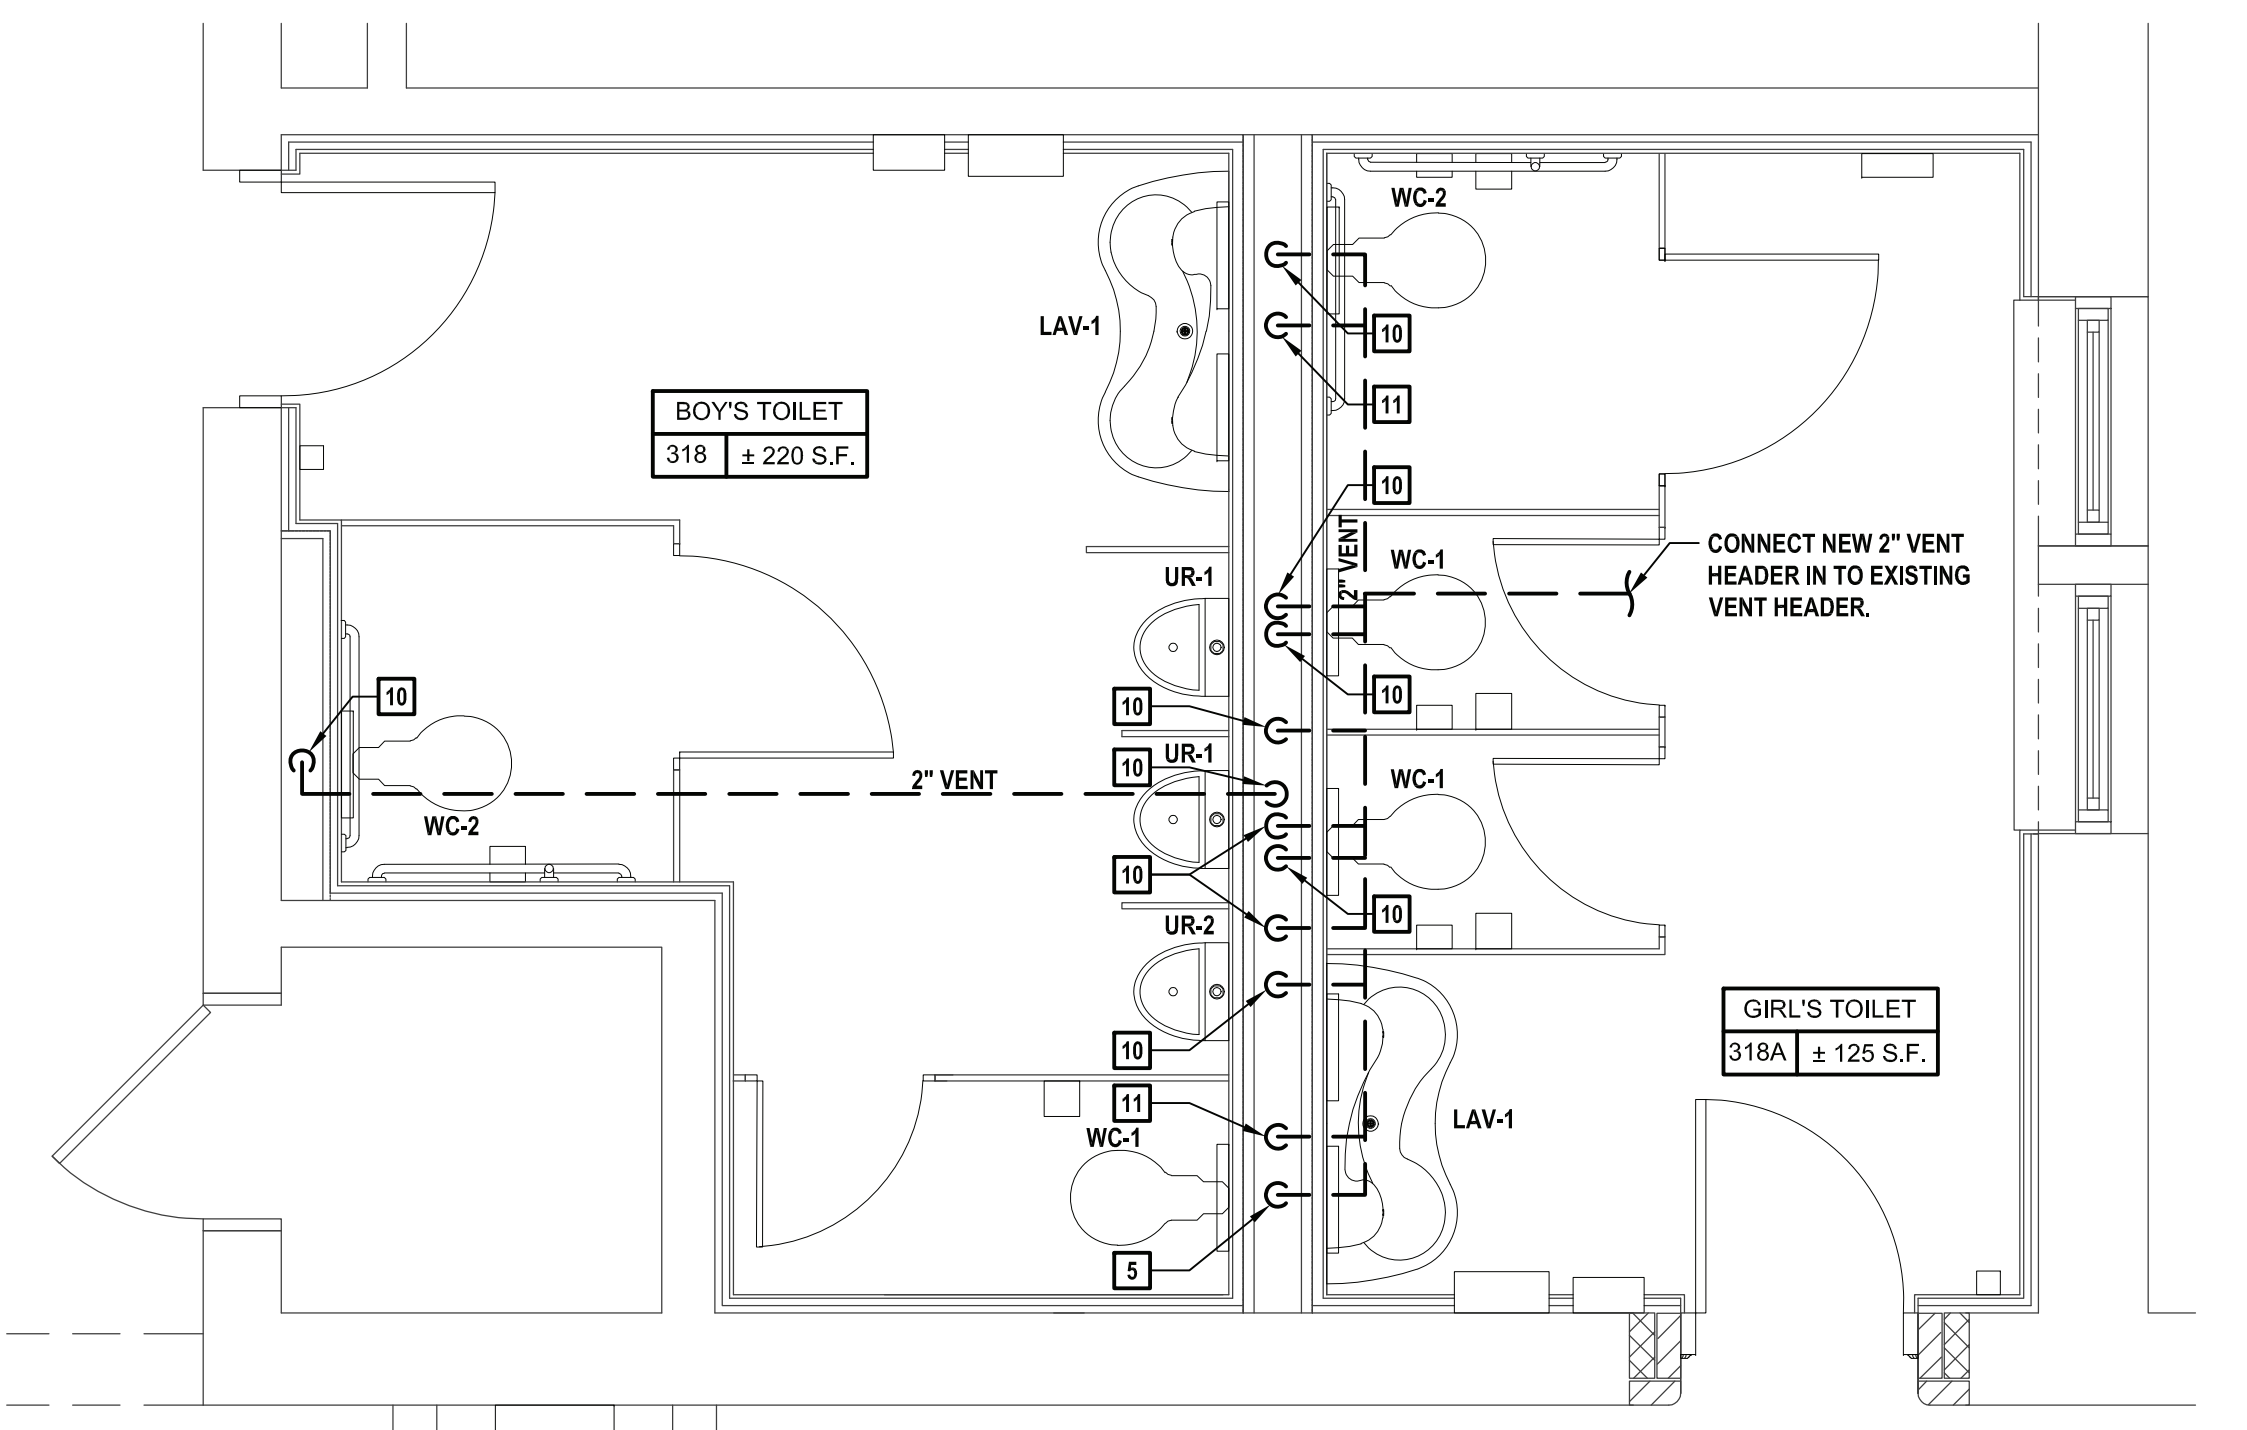 WC-2
LAV-1
10
BOY'S TOILET
318 ± 220 S.F.
11
10
2" VENT
CONNECT NEW 2" VENT
HEADER IN TO EXISTING
VENT HEADER.
WC-1
UR-1
10
10
10
UR-1
10
2" VENT
WC-1
WC-2
10
10
UR-2
GIRL'S TOILET
318A ± 125 S.F.
10
11
LAV-1
WC-1
5